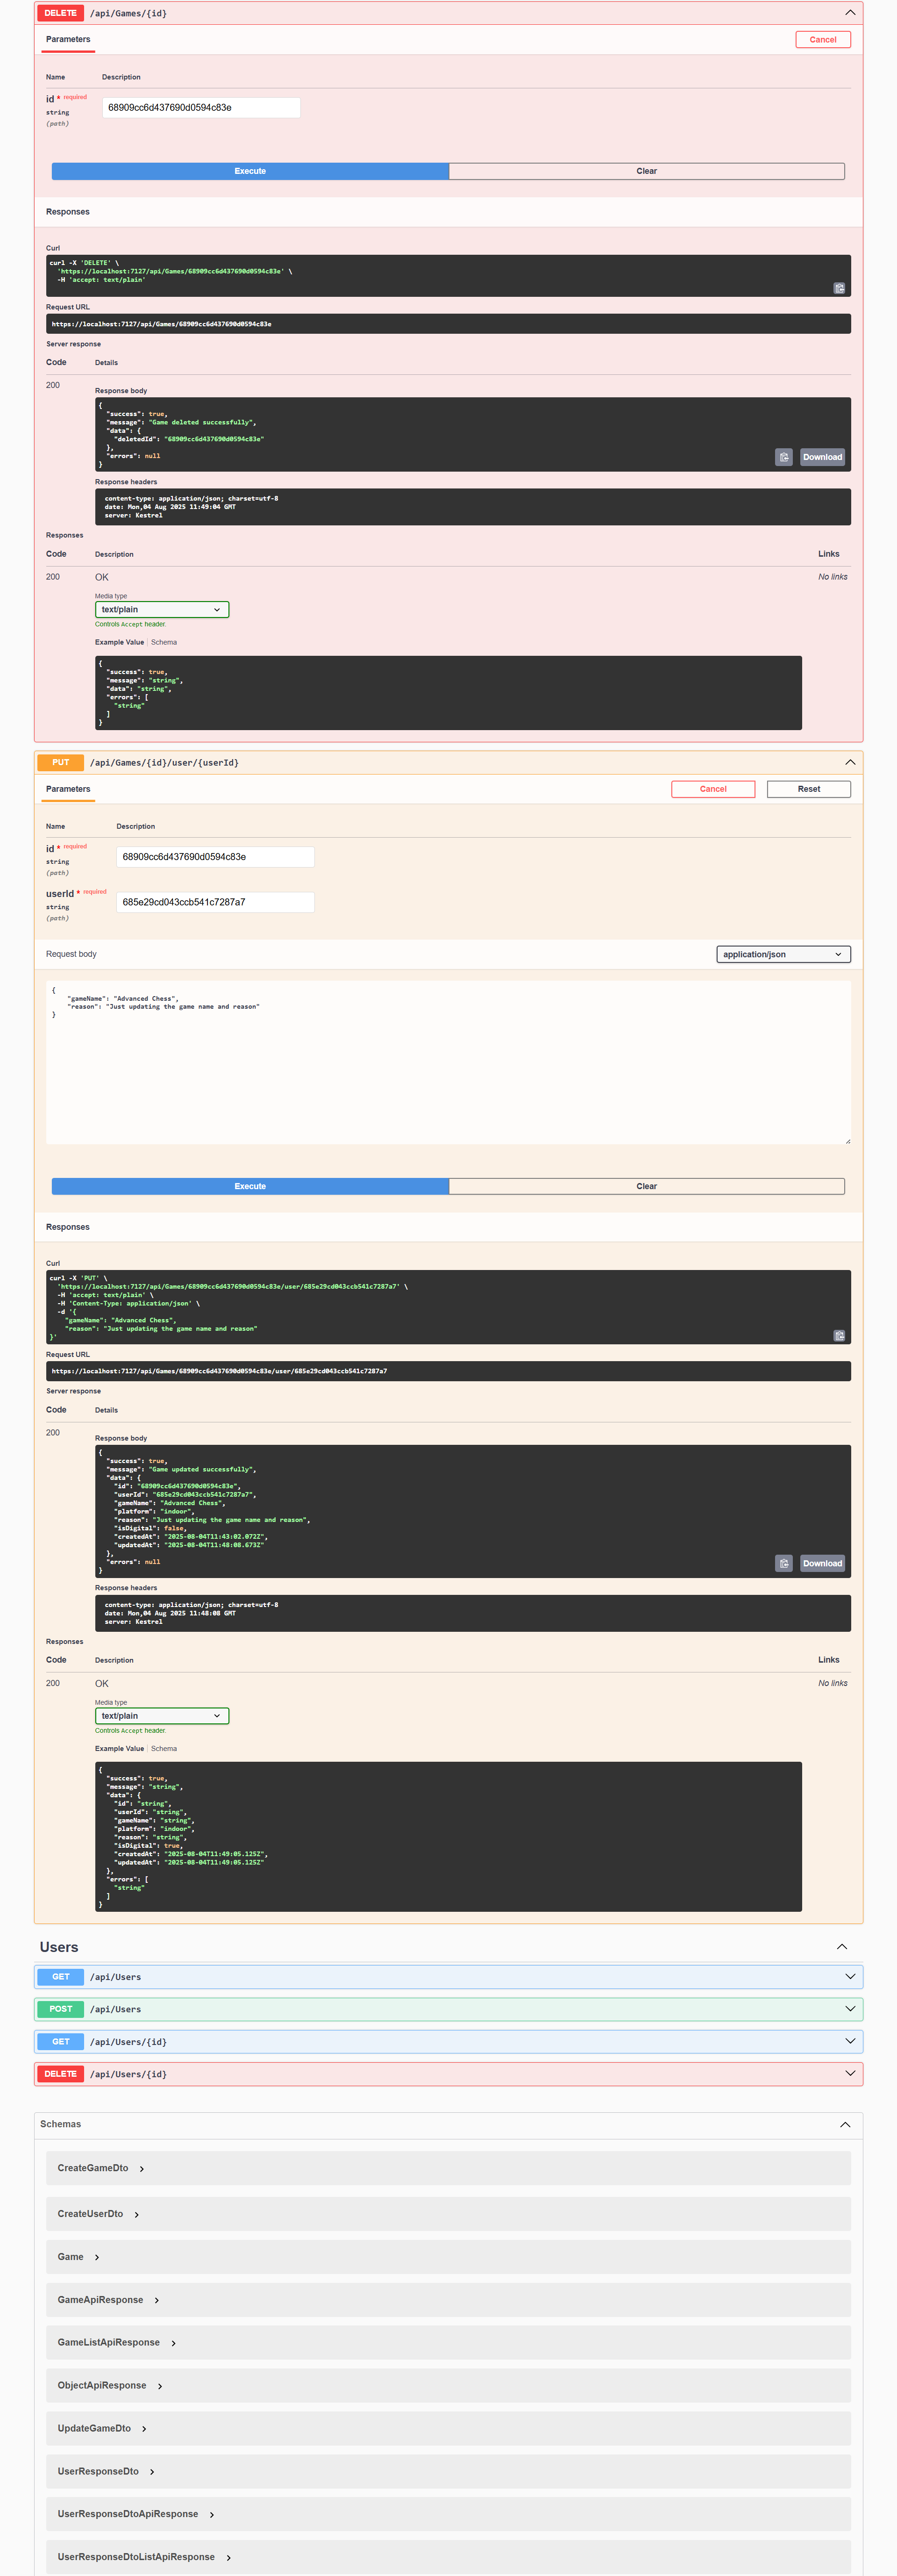 DELETE /api/Games/{id}
Parameters Cancel
Name Description
id * required
string
(path)
68909cc6d437690d0594c83e
Execute Clear
Responses
Curl
curl -X 'DELETE' \
'https://localhost:7127/api/Games/68909cc6d437690d0594c83e' \
-H 'accept: text/plain'
Request URL
https://localhost:7127/api/Games/68909cc6d437690d0594c83e
Server response
Code Details
200
Response body
{
"success": true,
"message": "Game deleted successfully",
"data": {
"deletedId": "68909cc6d437690d0594c83e"
},
"errors": null
}
Download
Response headers
content-type: application/json; charset=utf-8
date: Mon,04 Aug 2025 11:49:04 GMT
server: Kestrel
Responses
Code Description Links
200 OK No links
Media type
text/plain
Controls Accept header.
Example Value Schema
{
"success": true,
"message": "string",
"data": "string",
"errors": [
"string"
]
}
PUT /api/Games/{id}/user/{userId}
Parameters Cancel Reset
Name Description
id * required
string
(path)
68909cc6d437690d0594c83e
userId * required
string
(path)
685e29cd043ccb541c7287a7
Request body application/json
{
"gameName": "Advanced Chess",
"reason": "Just updating the game name and reason"
}
Execute Clear
Responses
Curl
curl -X 'PUT' \
'https://localhost:7127/api/Games/68909cc6d437690d0594c83e/user/685e29cd043ccb541c7287a7' \
-H 'accept: text/plain' \
-H 'Content-Type: application/json' \
-d '{
"gameName": "Advanced Chess",
"reason": "Just updating the game name and reason"
}'
Request URL
https://localhost:7127/api/Games/68909cc6d437690d0594c83e/user/685e29cd043ccb541c7287a7
Server response
Code Details
200
Response body
{
"success": true,
"message": "Game updated successfully",
"data": {
"id": "68909cc6d437690d0594c83e",
"userId": "685e29cd043ccb541c7287a7",
"gameName": "Advanced Chess",
"platform": "indoor",
"reason": "Just updating the game name and reason",
"isDigital": false,
"createdAt": "2025-08-04T11:43:02.072Z",
"updatedAt": "2025-08-04T11:48:08.673Z"
},
"errors": null
}
Download
Response headers
content-type: application/json; charset=utf-8
date: Mon,04 Aug 2025 11:48:08 GMT
server: Kestrel
Responses
Code Description Links
200 OK No links
Media type
text/plain
Controls Accept header.
Example Value Schema
{
"success": true,
"message": "string",
"data": {
"id": "string",
"userId": "string",
"gameName": "string",
"platform": "indoor",
"reason": "string",
"isDigital": true,
"createdAt": "2025-08-04T11:49:05.125Z",
"updatedAt": "2025-08-04T11:49:05.125Z"
},
"errors": [
"string"
]
}
Users
GET /api/Users
POST /api/Users
GET /api/Users/{id}
DELETE /api/Users/{id}
Schemas
CreateGameDto
CreateUserDto
Game
GameApiResponse
GameListApiResponse
ObjectApiResponse
UpdateGameDto
UserResponseDto
UserResponseDtoApiResponse
UserResponseDtoListApiResponse